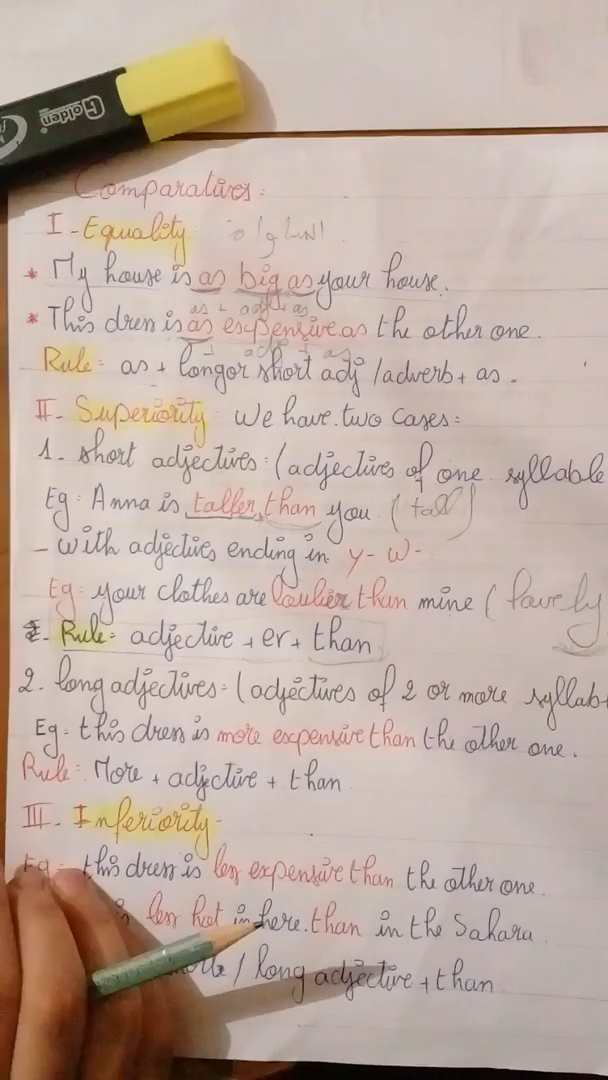 Golden
Comparatives:
I - Equality
* My house is as big as your house.
as + adj + as
* This dress is as expensive as the other one.
+ adj + as
Rule: as + long or short adj / adverb + as.
II - Superiority: We have two cases:
1 - short adjectives: (adjectives of one syllable
Eg: Anna is taller than you (tall)
- with adjectives ending in y - w -
Eg: your clothes are loulier than mine (lovely
Rule: adjective + er + than
2. long adjectives: (adjectives of 2 or more syllab
Eg: this dress is more expensive than the other one.
Rule: More + adjective + than
III - Inferiority
Eg: this dress is less expensive than the other one.
less hot in here than in the Sahara.
/ long adjective + than